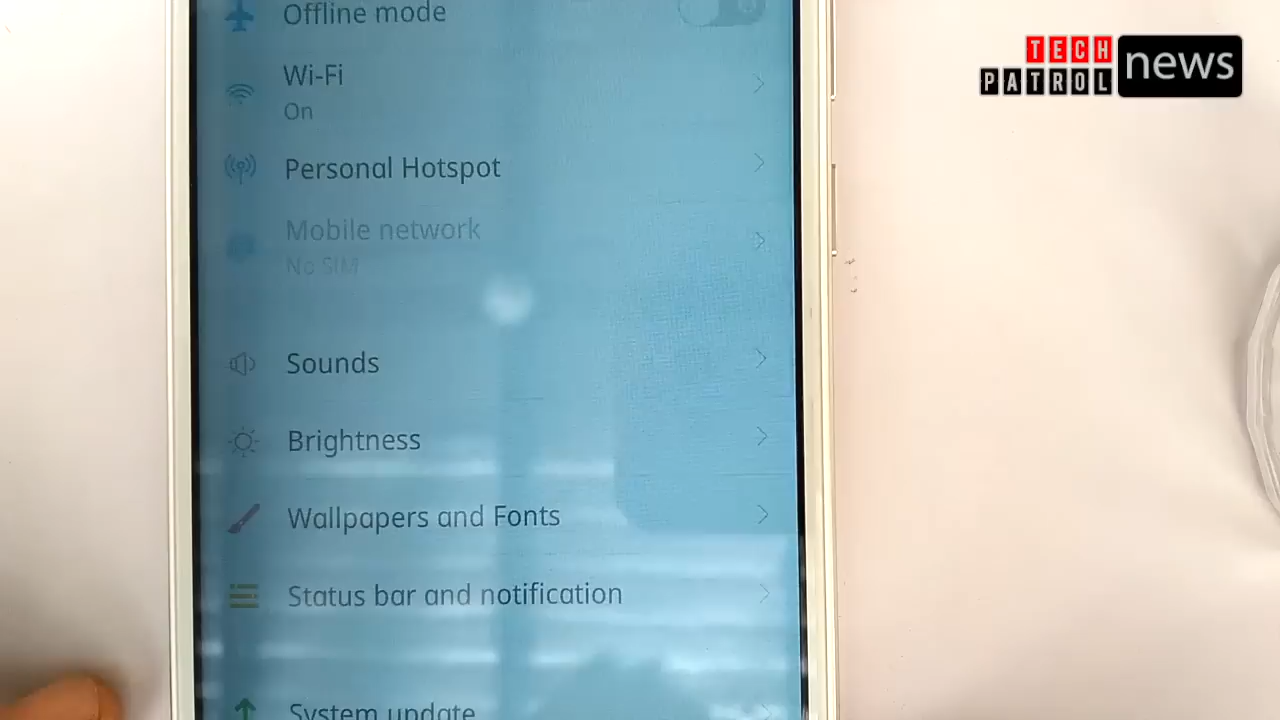 Offline mode
TECH
PATROL news
Wi-Fi
On
Personal Hotspot
Mobile network
No SIM
Sounds
Brightness
Wallpapers and Fonts
Status bar and notification
System update